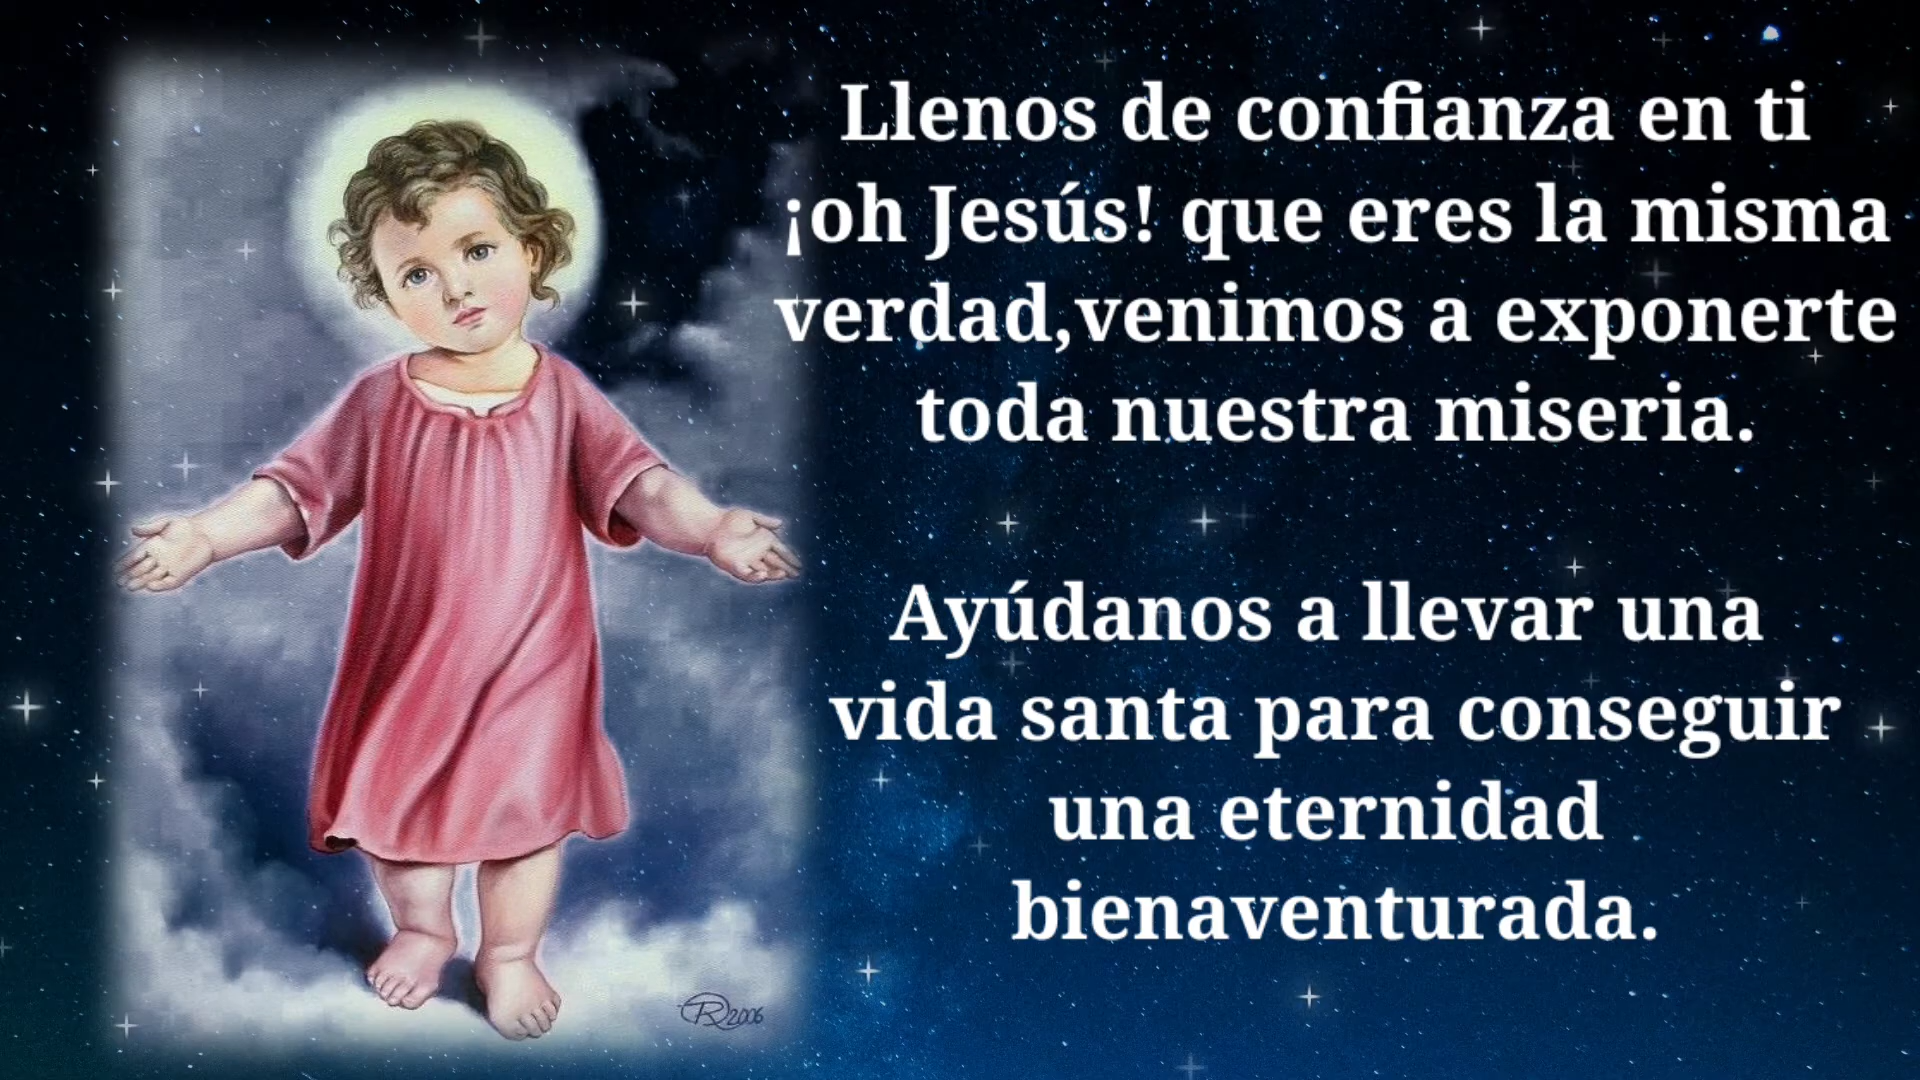 Llenos de confianza en ti
¡oh Jesús! que eres la misma
verdad,venimos a exponerte
toda nuestra miseria.
Ayúdanos a llevar una
vida santa para conseguir
una eternidad
bienaventurada.
2006